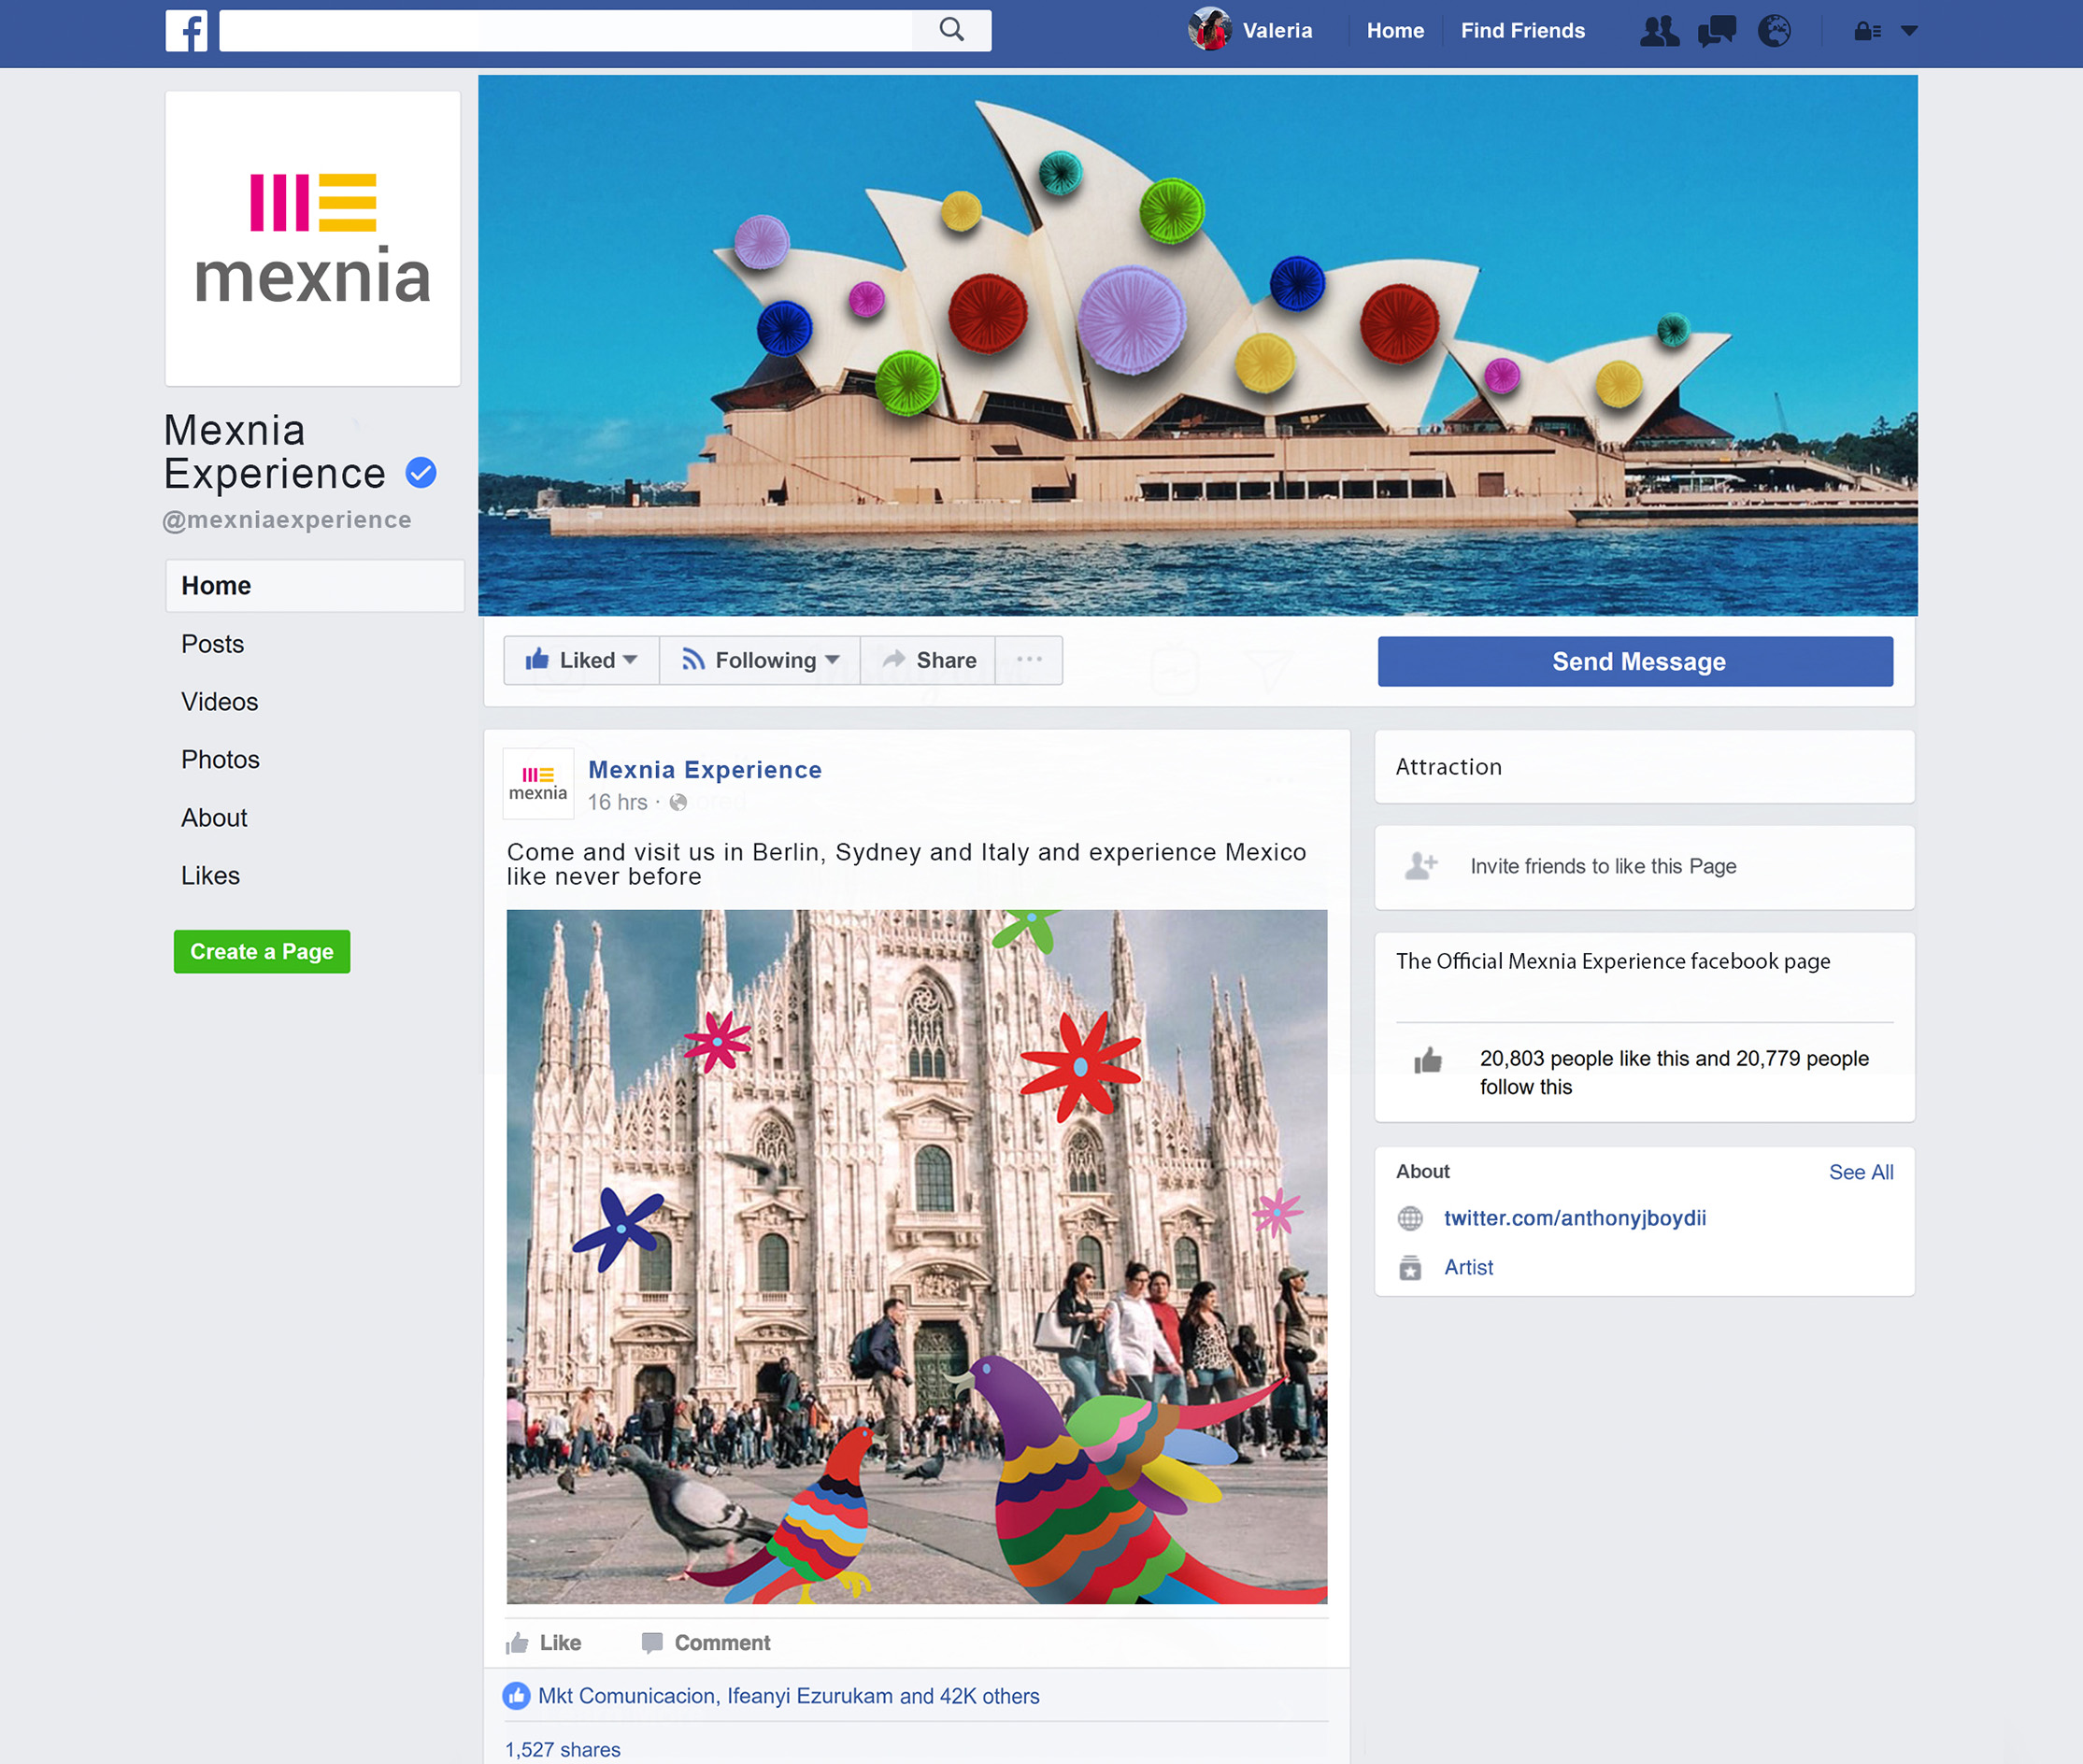 Valeria
Home
Find Friends
mexnia
Mexnia
Experience
@mexniaexperience
Home
Posts
Videos
Photos
About
Likes
Create a Page
Liked
Following
Share
Send Message
mexnia
Mexnia Experience
16 hrs ·
Come and visit us in Berlin, Sydney and Italy and experience Mexico
like never before
Like
Comment
Mkt Comunicacion, Ifeanyi Ezurukam and 42K others
1,527 shares
Attraction
Invite friends to like this Page
The Official Mexnia Experience facebook page
20,803 people like this and 20,779 people
follow this
About
See All
twitter.com/anthonyjboydii
Artist